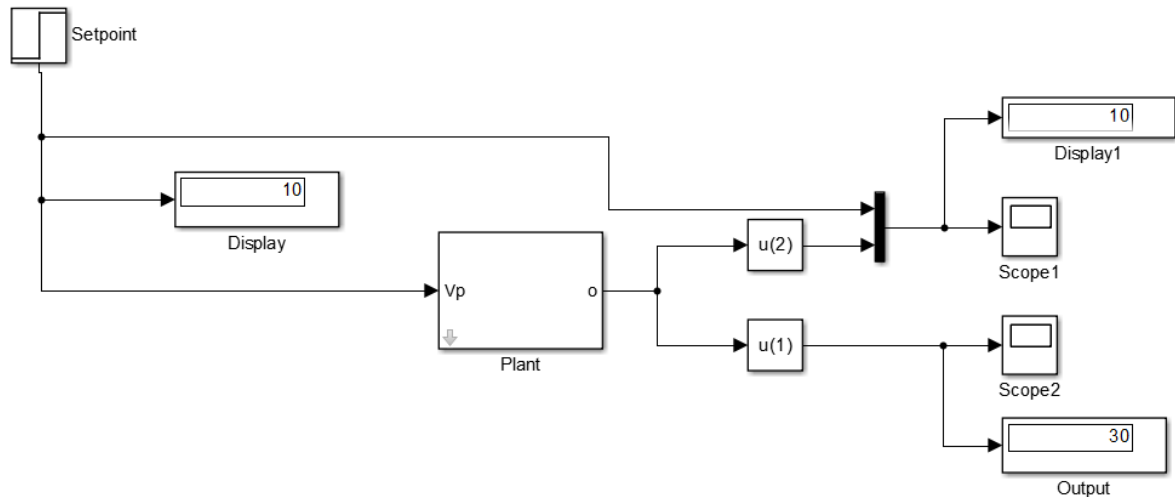 Setpoint
10
Display1
10
Display
u(2)
Scope1
Vp
o
Plant
u(1)
Scope2
30
Output